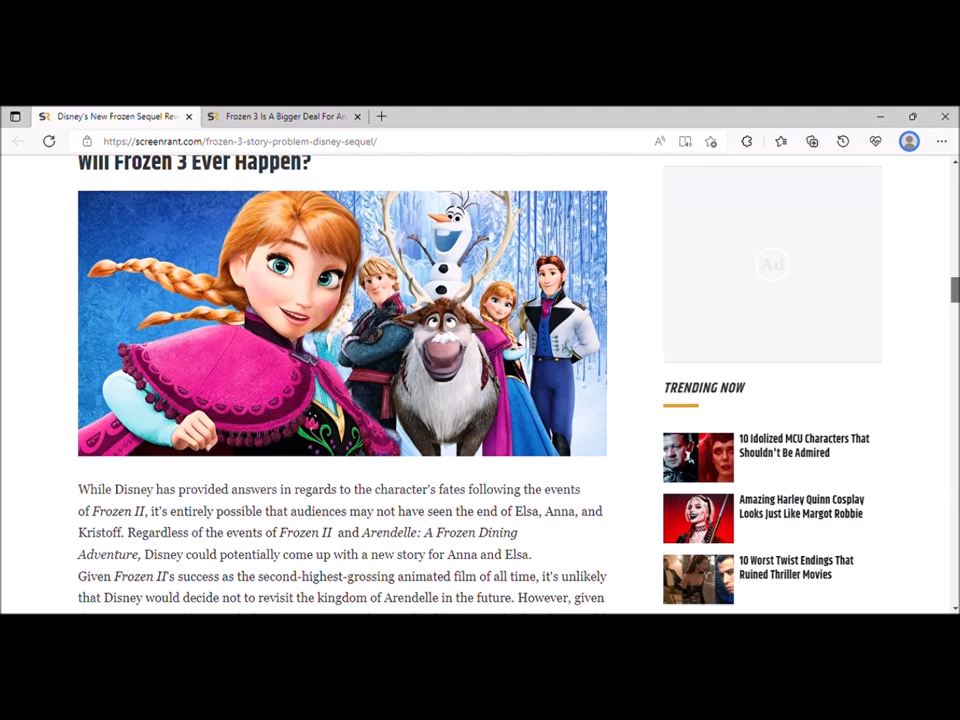 Disney's New Frozen Sequel Rev
Frozen 3 Is A Bigger Deal For An
https://screenrant.com/frozen-3-story-problem-disney-sequel/
Will Frozen 3 Ever Happen?
Ad
TRENDING NOW
10 Idolized MCU Characters That
Shouldn't Be Admired
Amazing Harley Quinn Cosplay
Looks Just Like Margot Robbie
10 Worst Twist Endings That
Ruined Thriller Movies
While Disney has provided answers in regards to the character's fates following the events
of Frozen II, it's entirely possible that audiences may not have seen the end of Elsa, Anna, and
Kristoff. Regardless of the events of Frozen II and Arendelle: A Frozen Dining
Adventure, Disney could potentially come up with a new story for Anna and Elsa.
Given Frozen II's success as the second-highest-grossing animated film of all time, it's unlikely
that Disney would decide not to revisit the kingdom of Arendelle in the future. However, given